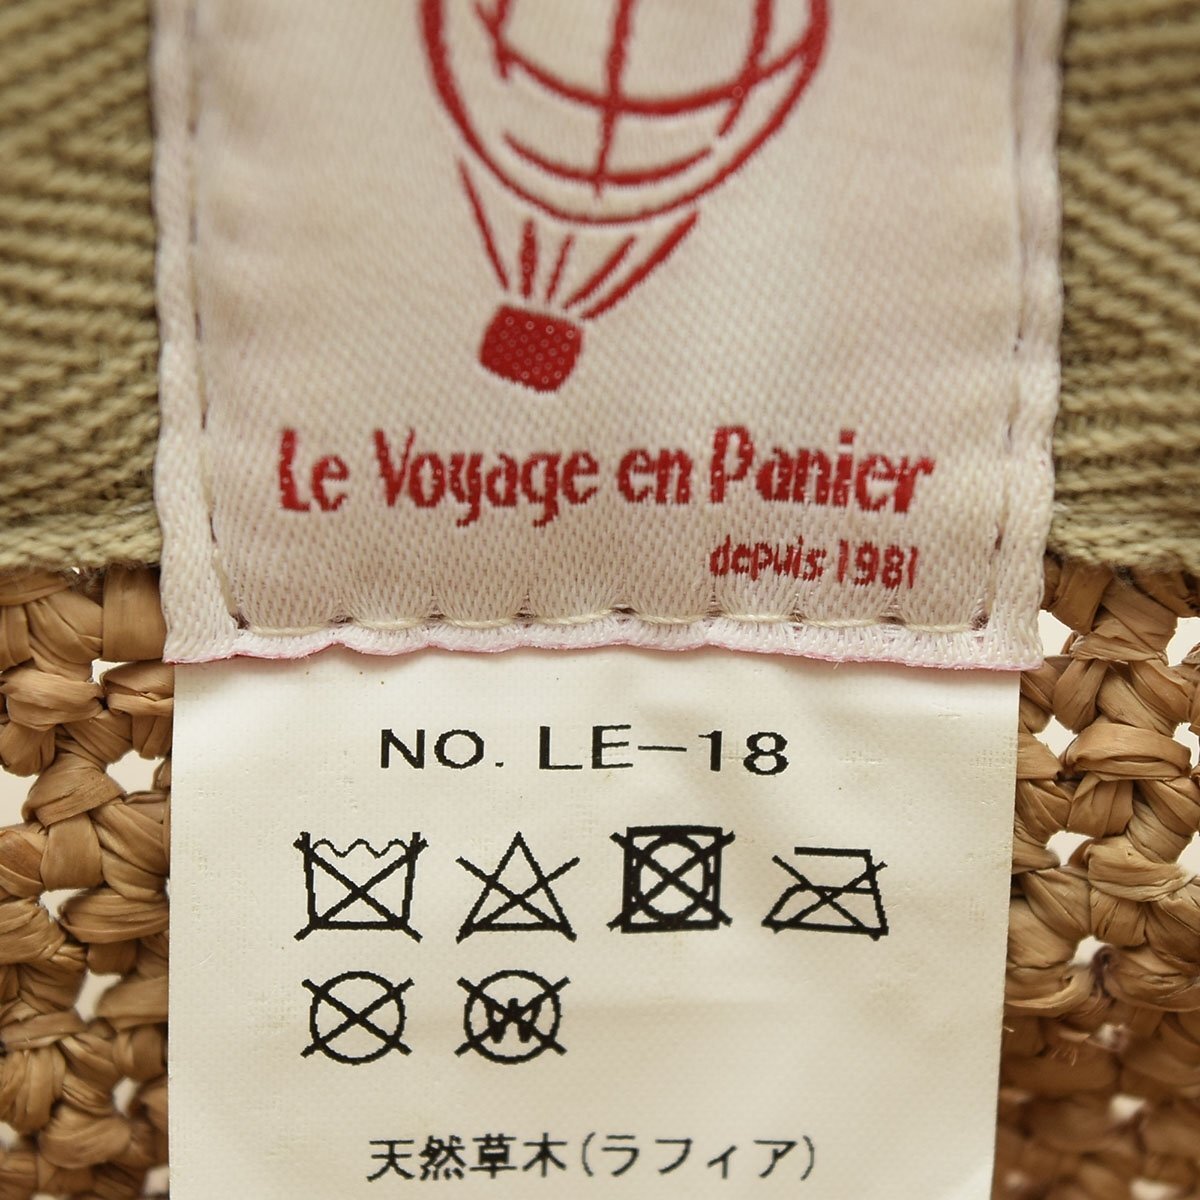 Le Voyage en Panier
depuis 1981
NO. LE-18
W
天然草木(ラフィア)